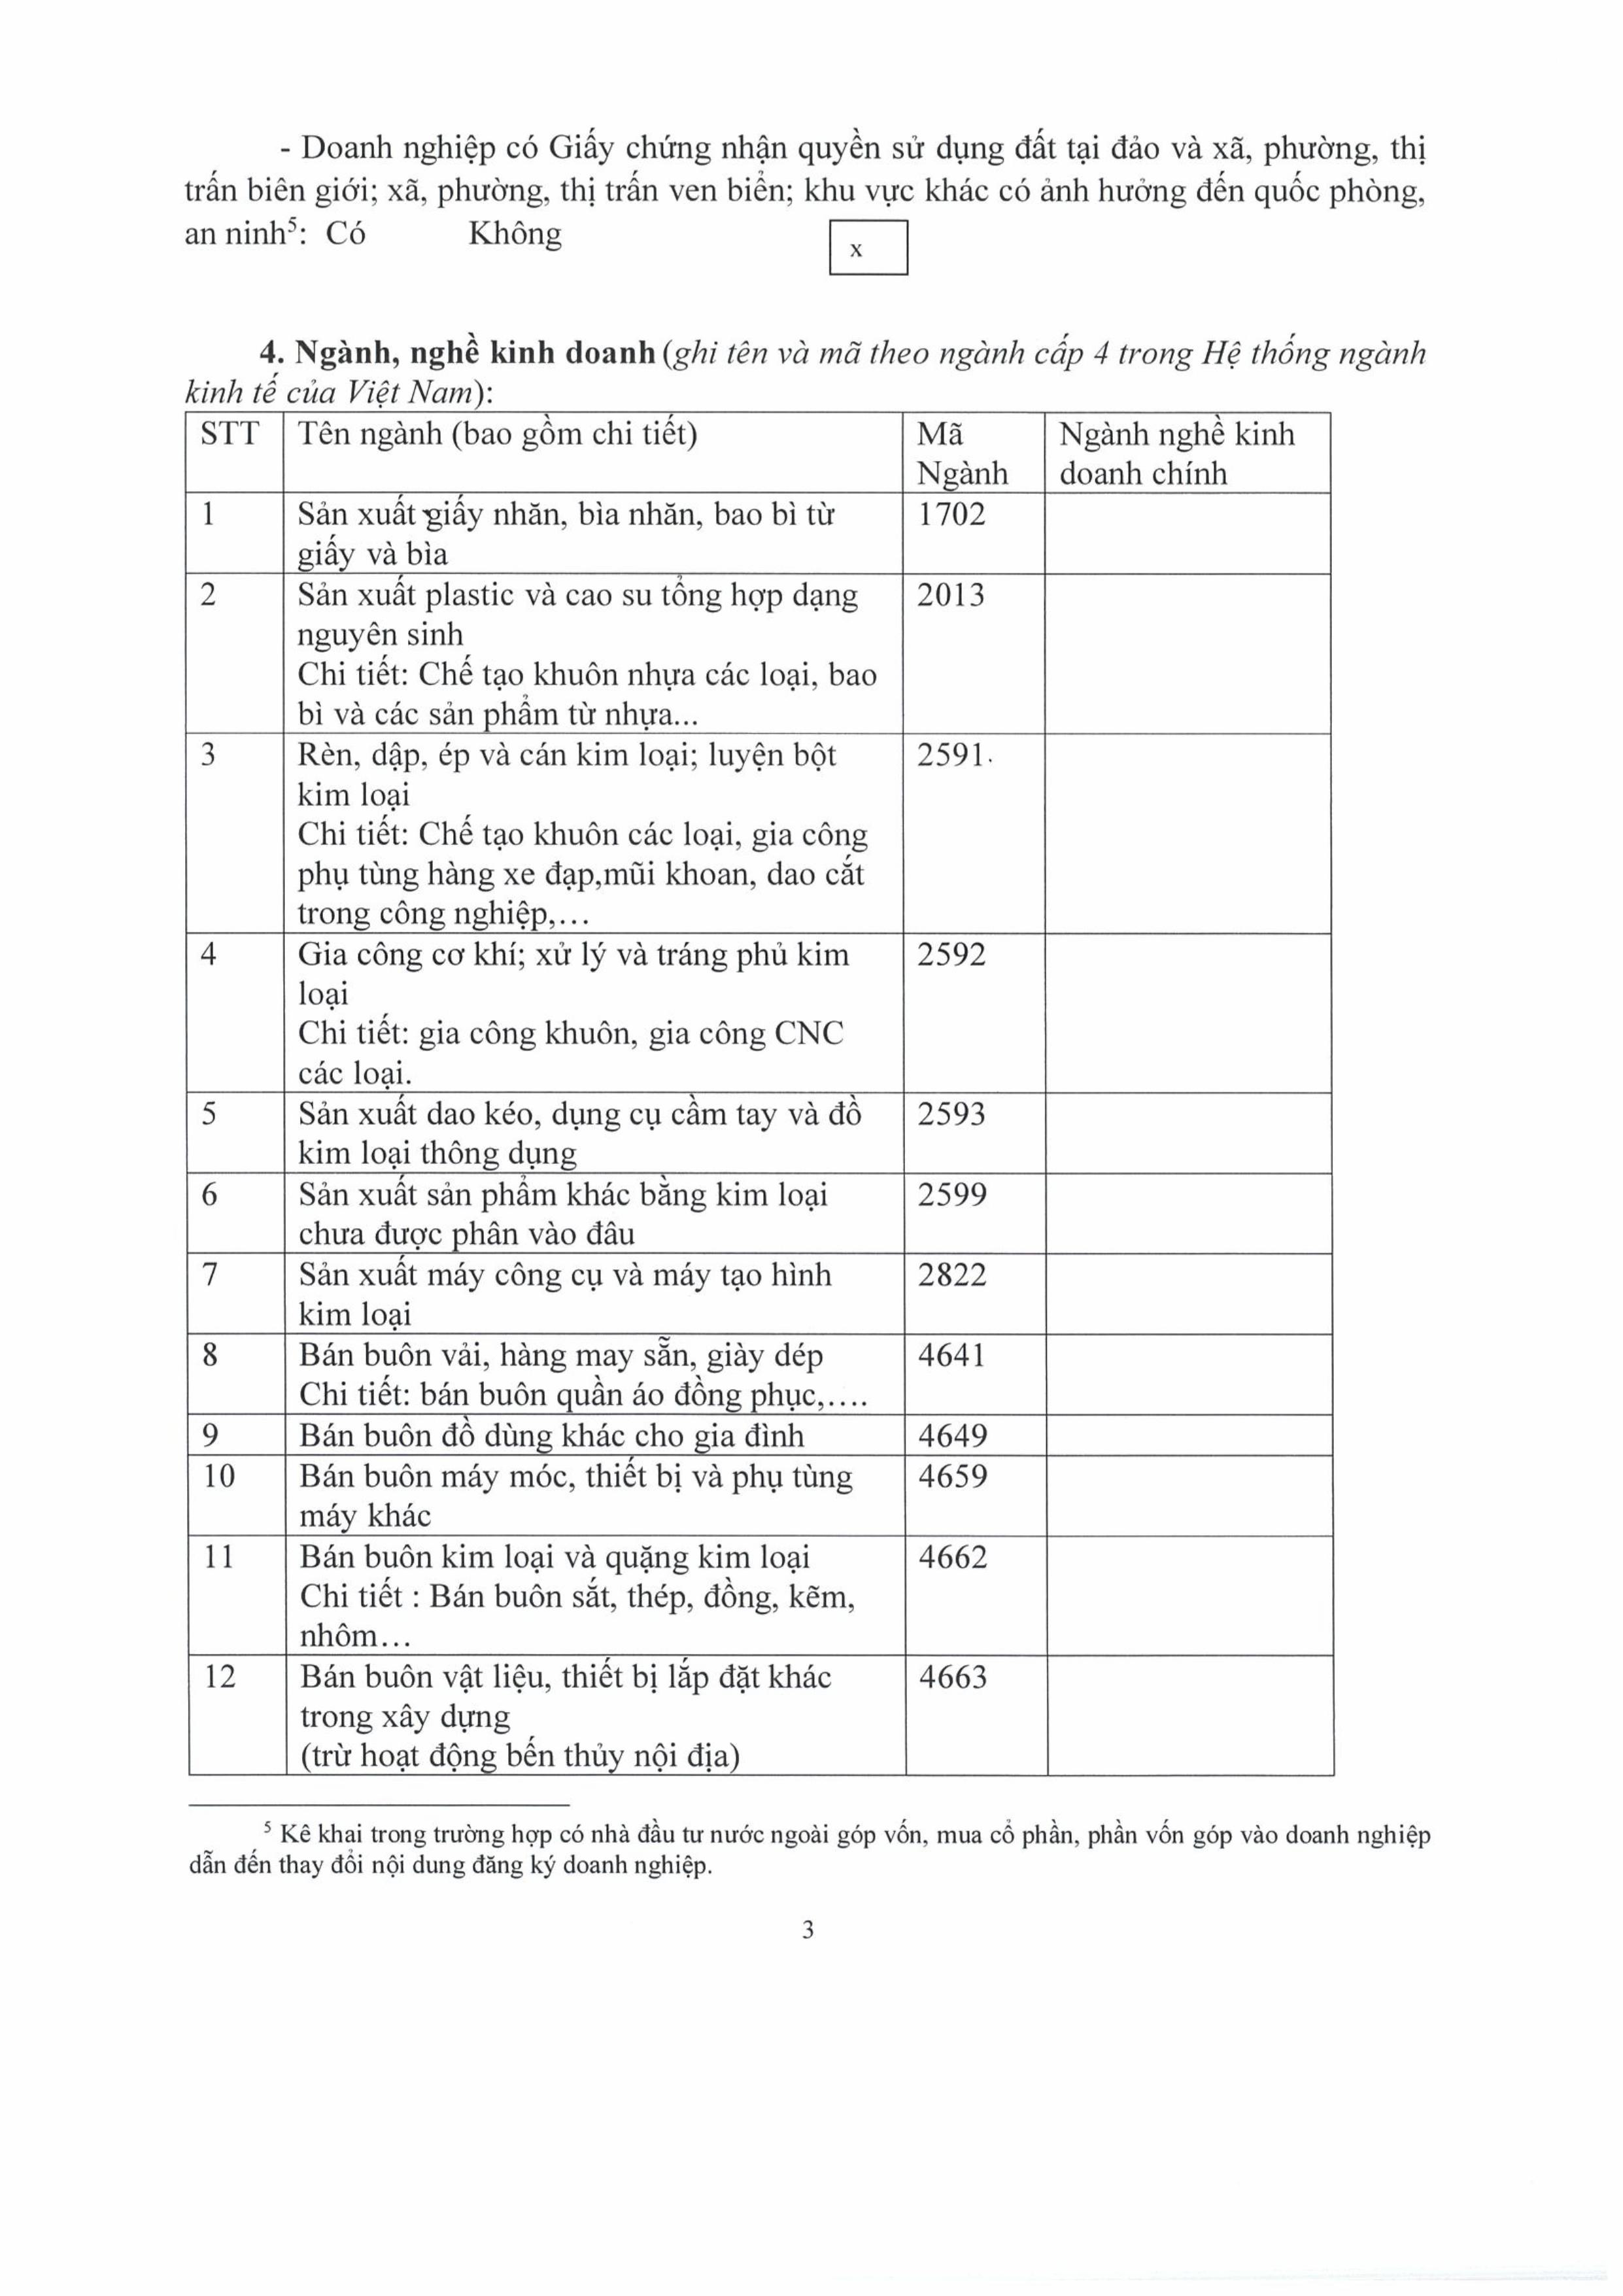 - Doanh nghiệp có Giấy chứng nhận quyền sử dụng đất tại đảo và xã, phường, thị
trấn biên giới; xã, phường, thị trấn ven biển; khu vực khác có ảnh hưởng đến quốc phòng,
an ninh⁵: Có Không x
4. Ngành, nghề kinh doanh (ghi tên và mã theo ngành cấp 4 trong Hệ thống ngành
kinh tế của Việt Nam):
STT Tên ngành (bao gồm chi tiết) Mã Ngành nghề kinh
Ngành doanh chính
1 Sản xuất giấy nhăn, bìa nhăn, bao bì từ 1702
giấy và bìa
2 Sản xuất plastic và cao su tổng hợp dạng 2013
nguyên sinh
Chi tiết: Chế tạo khuôn nhựa các loại, bao
bì và các sản phẩm từ nhựa...
3 Rèn, dập, ép và cán kim loại; luyện bột 2591
kim loại
Chi tiết: Chế tạo khuôn các loại, gia công
phụ tùng hàng xe đạp,mũi khoan, dao cắt
trong công nghiệp,...
4 Gia công cơ khí; xử lý và tráng phủ kim 2592
loại
Chi tiết: gia công khuôn, gia công CNC
các loại.
5 Sản xuất dao kéo, dụng cụ cầm tay và đồ 2593
kim loại thông dụng
6 Sản xuất sản phẩm khác bằng kim loại 2599
chưa được phân vào đâu
7 Sản xuất máy công cụ và máy tạo hình 2822
kim loại
8 Bán buôn vải, hàng may sẵn, giày dép 4641
Chi tiết: bán buôn quần áo đồng phục,....
9 Bán buôn đồ dùng khác cho gia đình 4649
10 Bán buôn máy móc, thiết bị và phụ tùng 4659
máy khác
11 Bán buôn kim loại và quặng kim loại 4662
Chi tiết : Bán buôn sắt, thép, đồng, kẽm,
nhôm...
12 Bán buôn vật liệu, thiết bị lắp đặt khác 4663
trong xây dựng
(trừ hoạt động bến thủy nội địa)
⁵ Kê khai trong trường hợp có nhà đầu tư nước ngoài góp vốn, mua cổ phần, phần vốn góp vào doanh nghiệp
dẫn đến thay đổi nội dung đăng ký doanh nghiệp.
3